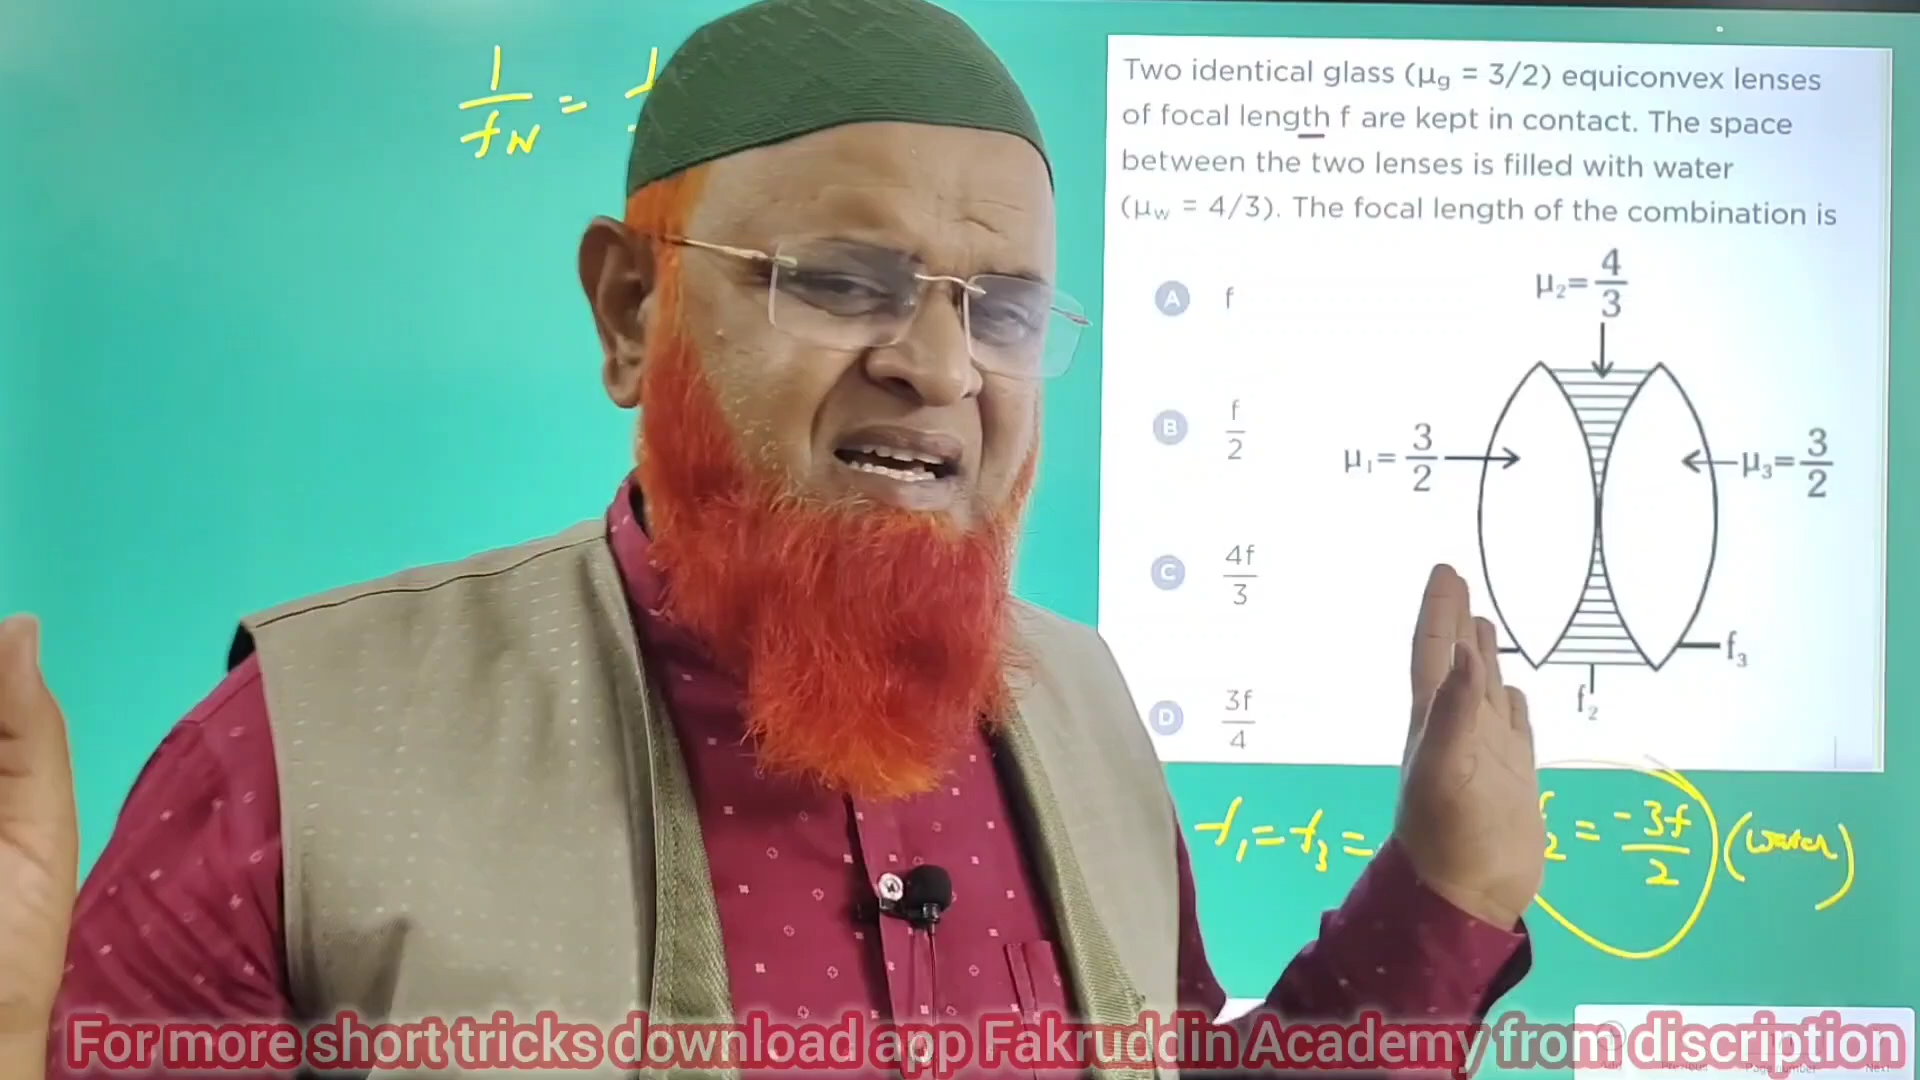 1
fN =
Two identical glass (μg = 3/2) equiconvex lenses
of focal length f are kept in contact. The space
between the two lenses is filled with water
(μw = 4/3). The focal length of the combination is
A f
B f/2
C 4f/3
D 3f/4
μ₂= 4/3
μ₁= 3/2
μ₃= 3/2
f₃
f₂
f₁ = f₃ =
₂ = -3f/2 (water)
For more short tricks download app Fakruddin Academy from discription